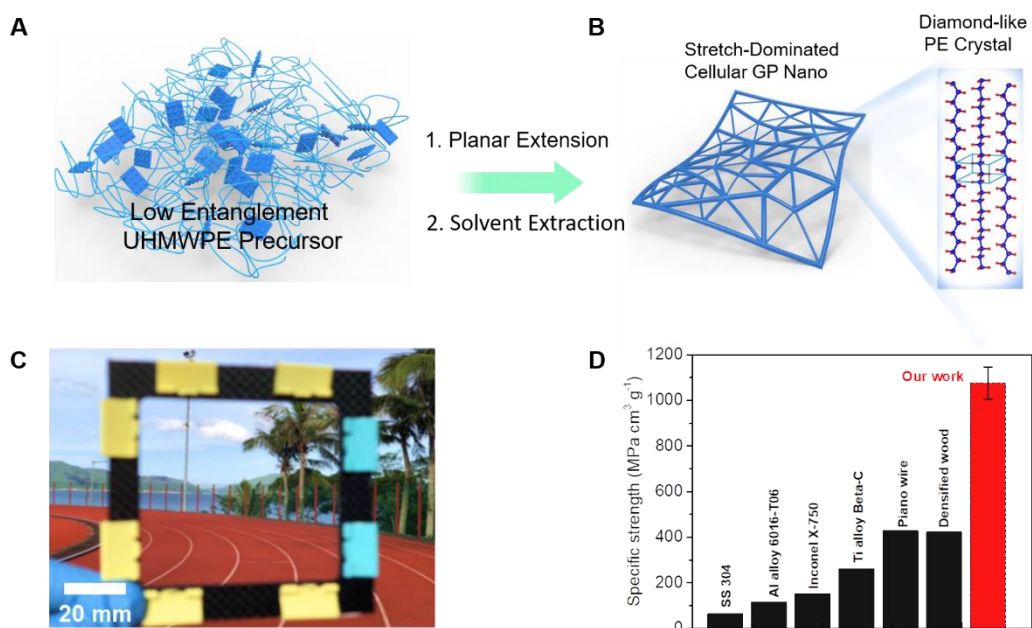 A
Low Entanglement
UHMWPE Precursor
1. Planar Extension
2. Solvent Extraction
B
Stretch-Dominated
Cellular GP Nano
Diamond-like
PE Crystal
C
20 mm
D
Specific strength (MPa cm³ g⁻¹)
1200
1000
800
600
400
200
0
SS 304
Al alloy 6016-T06
Inconel X-750
Ti alloy Beta-C
Piano wire
Densified wood
Our work